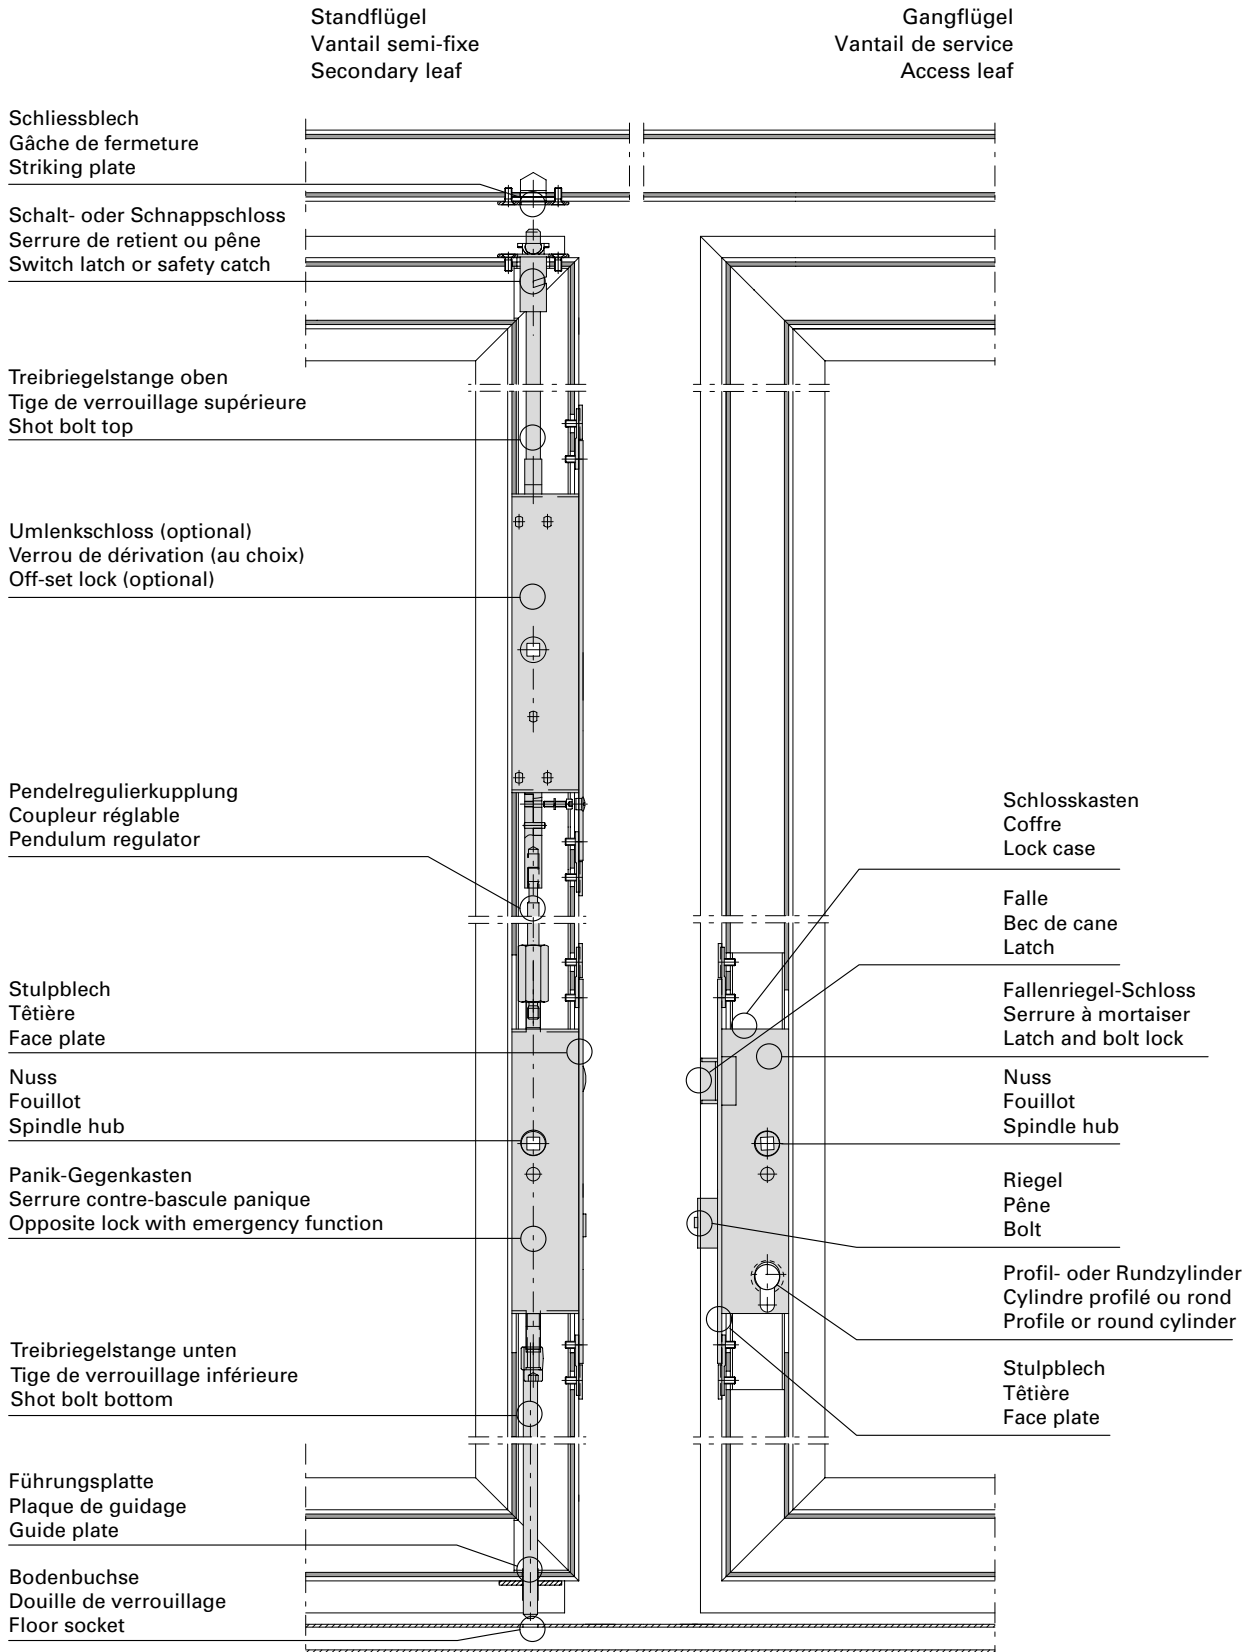 Standflügel
Vantail semi-fixe
Secondary leaf
Gangflügel
Vantail de service
Access leaf
Schliessblech
Gâche de fermeture
Striking plate
Schalt- oder Schnappschloss
Serrure de retient ou pêne
Switch latch or safety catch
Treibriegelstange oben
Tige de verrouillage supérieure
Shot bolt top
Umlenkschloss (optional)
Verrou de dérivation (au choix)
Off-set lock (optional)
Pendelregulierkupplung
Coupleur réglable
Pendulum regulator
Stulpblech
Têtière
Face plate
Nuss
Fouillot
Spindle hub
Panik-Gegenkasten
Serrure contre-bascule panique
Opposite lock with emergency function
Treibriegelstange unten
Tige de verrouillage inférieure
Shot bolt bottom
Führungsplatte
Plaque de guidage
Guide plate
Bodenbuchse
Douille de verrouillage
Floor socket
Schlosskasten
Coffre
Lock case
Falle
Bec de cane
Latch
Fallenriegel-Schloss
Serrure à mortaiser
Latch and bolt lock
Nuss
Fouillot
Spindle hub
Riegel
Pêne
Bolt
Profil- oder Rundzylinder
Cylindre profilé ou rond
Profile or round cylinder
Stulpblech
Têtière
Face plate